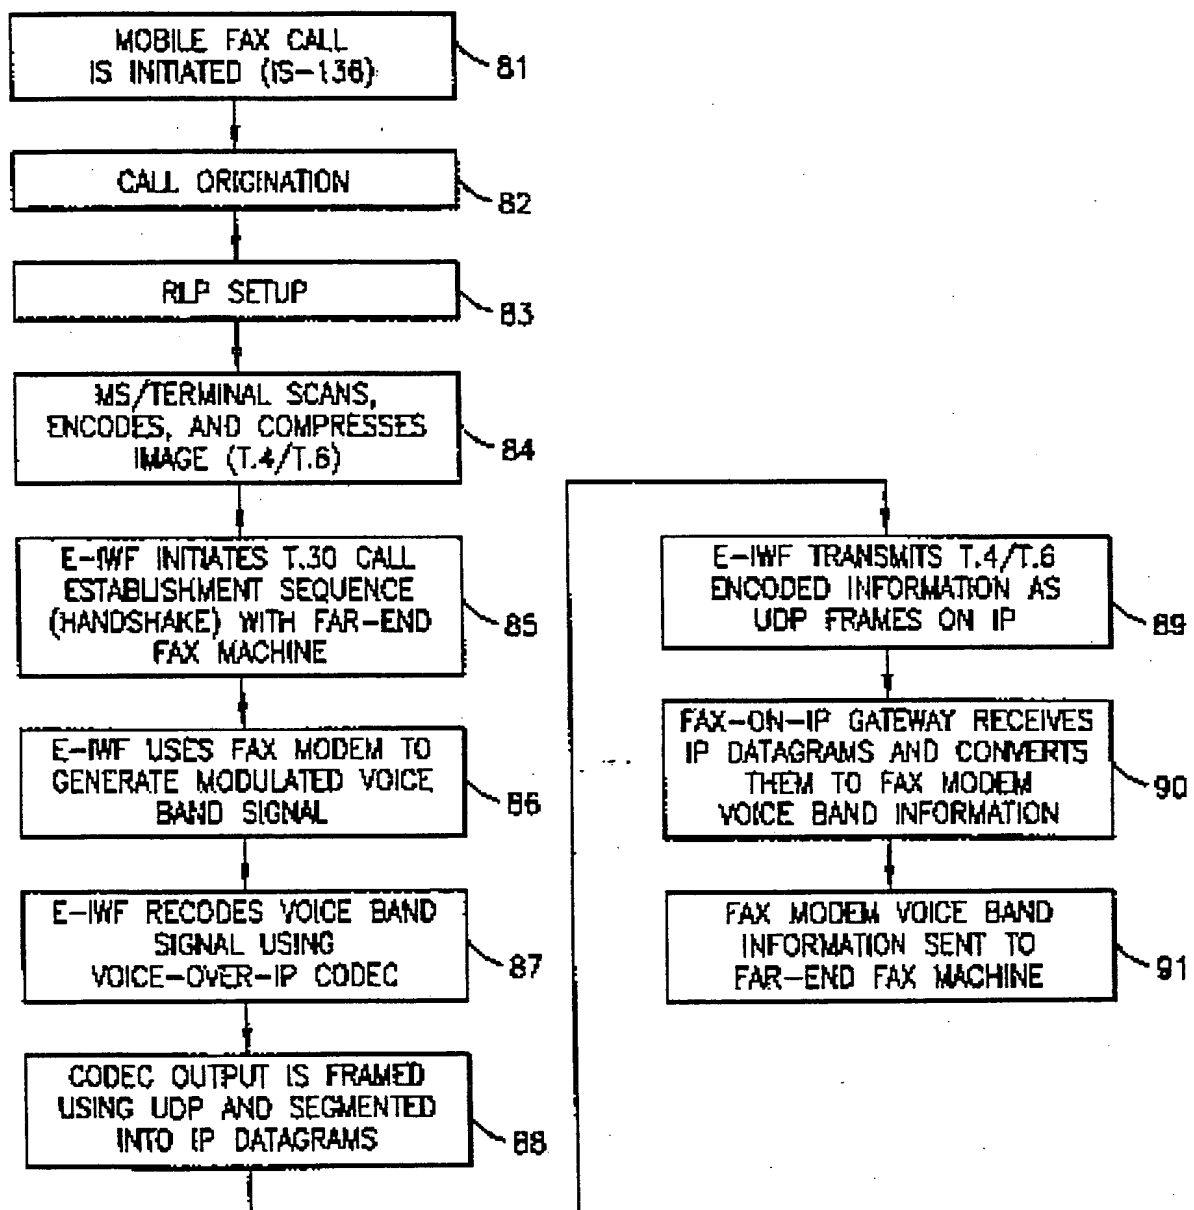 MOBILE FAX CALL
IS INITIATED (IS-136)
81
CALL ORIGINATION
82
RLP SETUP
83
MS/TERMINAL SCANS,
ENCODES, AND COMPRESSES
IMAGE (T.4/T.6)
84
E-IWF INITIATES T.30 CALL
ESTABLISHMENT SEQUENCE
(HANDSHAKE) WITH FAR-END
FAX MACHINE
85
E-IWF USES FAX MODEM TO
GENERATE MODULATED VOICE
BAND SIGNAL
86
E-IWF RECODES VOICE BAND
SIGNAL USING
VOICE-OVER-IP CODEC
87
CODEC OUTPUT IS FRAMED
USING UDP AND SEGMENTED
INTO IP DATAGRAMS
88
E-IWF TRANSMITS T.4/T.6
ENCODED INFORMATION AS
UDP FRAMES ON IP
89
FAX-ON-IP GATEWAY RECEIVES
IP DATAGRAMS AND CONVERTS
THEM TO FAX MODEM
VOICE BAND INFORMATION
90
FAX MODEM VOICE BAND
INFORMATION SENT TO
FAR-END FAX MACHINE
91